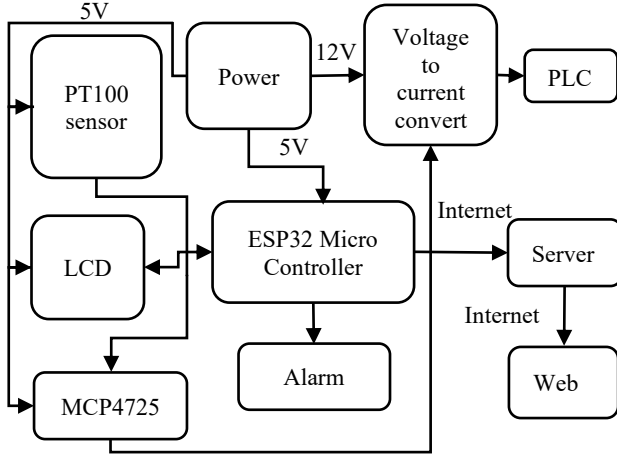 5V
PT100
sensor
Power
12V
Voltage
to
current
convert
PLC
5V
LCD
ESP32 Micro
Controller
Internet
Server
Internet
Alarm
Web
MCP4725